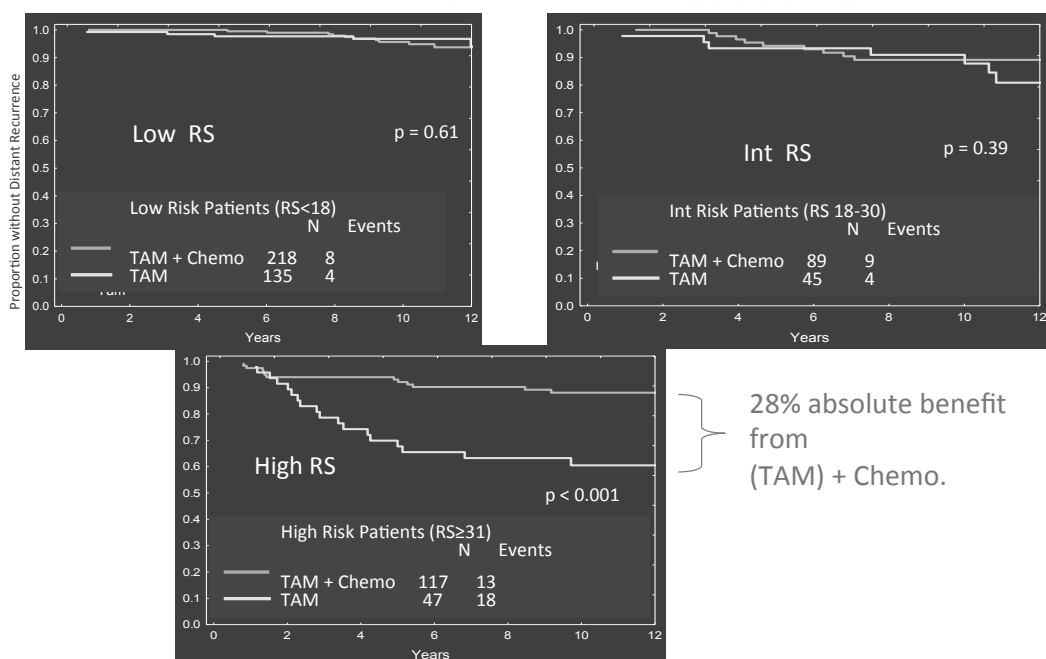 Proportion without Distant Recurrence
1.0
0.9
0.8
0.7
0.6
0.5
0.4
0.3
0.2
0.1
0.0
Low RS
p = 0.61
Low Risk Patients (RS<18)
N Events
TAM + Chemo 218 8
TAM 135 4
0 2 4 6 8 10 12
Years
1.0
0.9
0.8
0.7
0.6
0.5
0.4
0.3
0.2
0.1
0.0
Int RS
p = 0.39
Int Risk Patients (RS 18-30)
N Events
TAM + Chemo 89 9
TAM 45 4
0 2 4 6 8 10 12
Years
1.0
0.9
0.8
0.7
0.6
0.5
0.4
0.3
0.2
0.1
0.0
High RS
p < 0.001
High Risk Patients (RS≥31)
N Events
TAM + Chemo 117 13
TAM 47 18
0 2 4 6 8 10 12
Years
28% absolute benefit
from
(TAM) + Chemo.